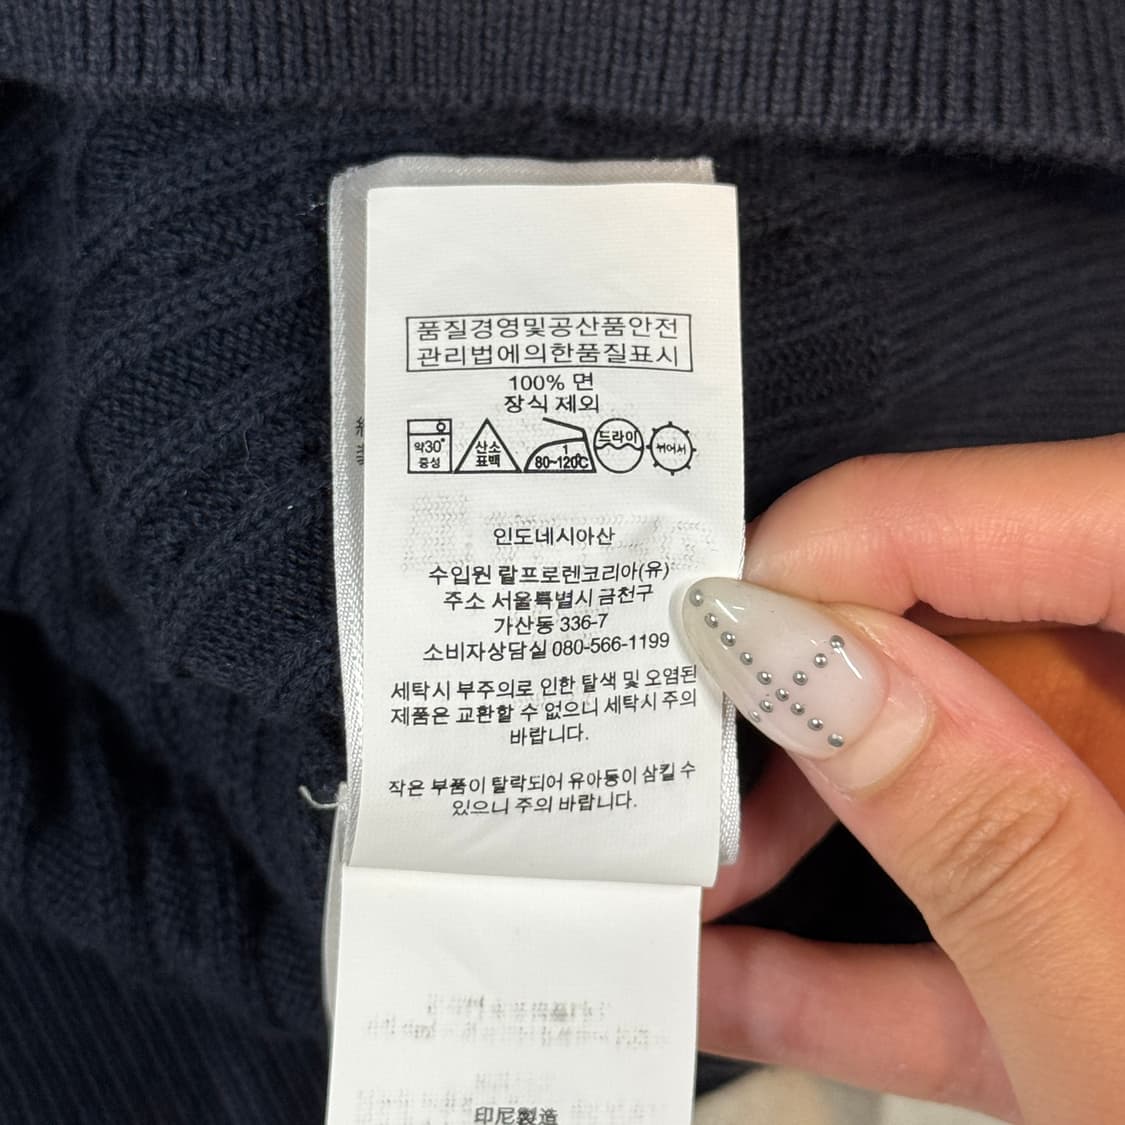 품질경영및공산품안전
관리법에의한품질표시
100% 면
장식 제외
약30°
중성
산소
표백
1
80~120℃
드라이
뉘어서
인도네시아산
수입원 랄프로렌코리아(유)
주소 서울특별시 금천구
가산동 336-7
소비자상담실 080-566-1199
세탁시 부주의로 인한 탈색 및 오염된
제품은 교환할 수 없으니 세탁시 주의
바랍니다.
작은 부품이 탈락되어 유아동이 삼킬 수
있으니 주의 바랍니다.
印尼製造